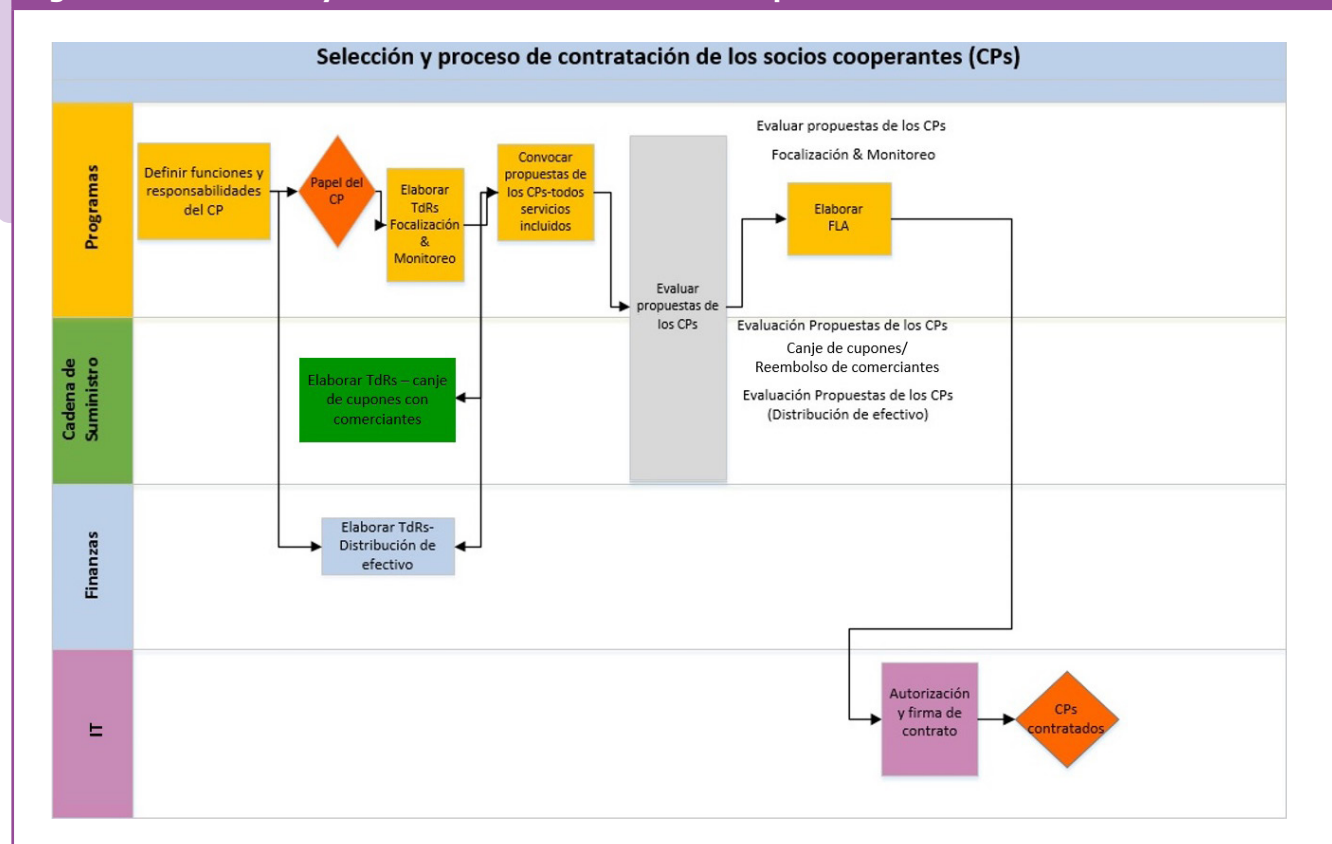 Selección y proceso de contratación de los socios cooperantes (CPs)
Programas
Definir funciones y
responsabilidades
del CP
Papel del
CP
Elaborar
TdRs
Focalización
&
Monitoreo
Convocar
propuestas de
los CPs-todos
servicios
incluidos
Evaluar
propuestas de
los CPs
Evaluar propuestas de los CPs
Focalización & Monitoreo
Elaborar
FLA
Cadena de
Suministro
Elaborar TdRs – canje
de cupones con
comerciantes
Evaluación Propuestas de los CPs
Canje de cupones/
Reembolso de comerciantes
Evaluación Propuestas de los CPs
(Distribución de efectivo)
Finanzas
Elaborar TdRs-
Distribución de
efectivo
IT
Autorización
y firma de
contrato
CPs
contratados